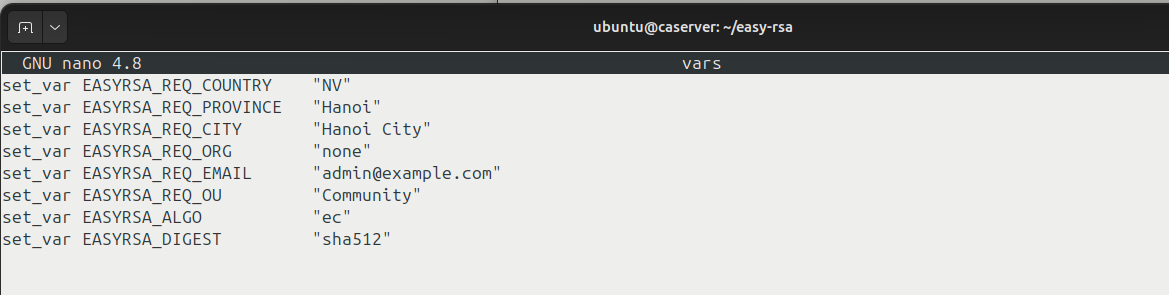 ubuntu@caserver: ~/easy-rsa
GNU nano 4.8 vars
set_var EASYRSA_REQ_COUNTRY "NV"
set_var EASYRSA_REQ_PROVINCE "Hanoi"
set_var EASYRSA_REQ_CITY "Hanoi City"
set_var EASYRSA_REQ_ORG "none"
set_var EASYRSA_REQ_EMAIL "admin@example.com"
set_var EASYRSA_REQ_OU "Community"
set_var EASYRSA_ALGO "ec"
set_var EASYRSA_DIGEST "sha512"